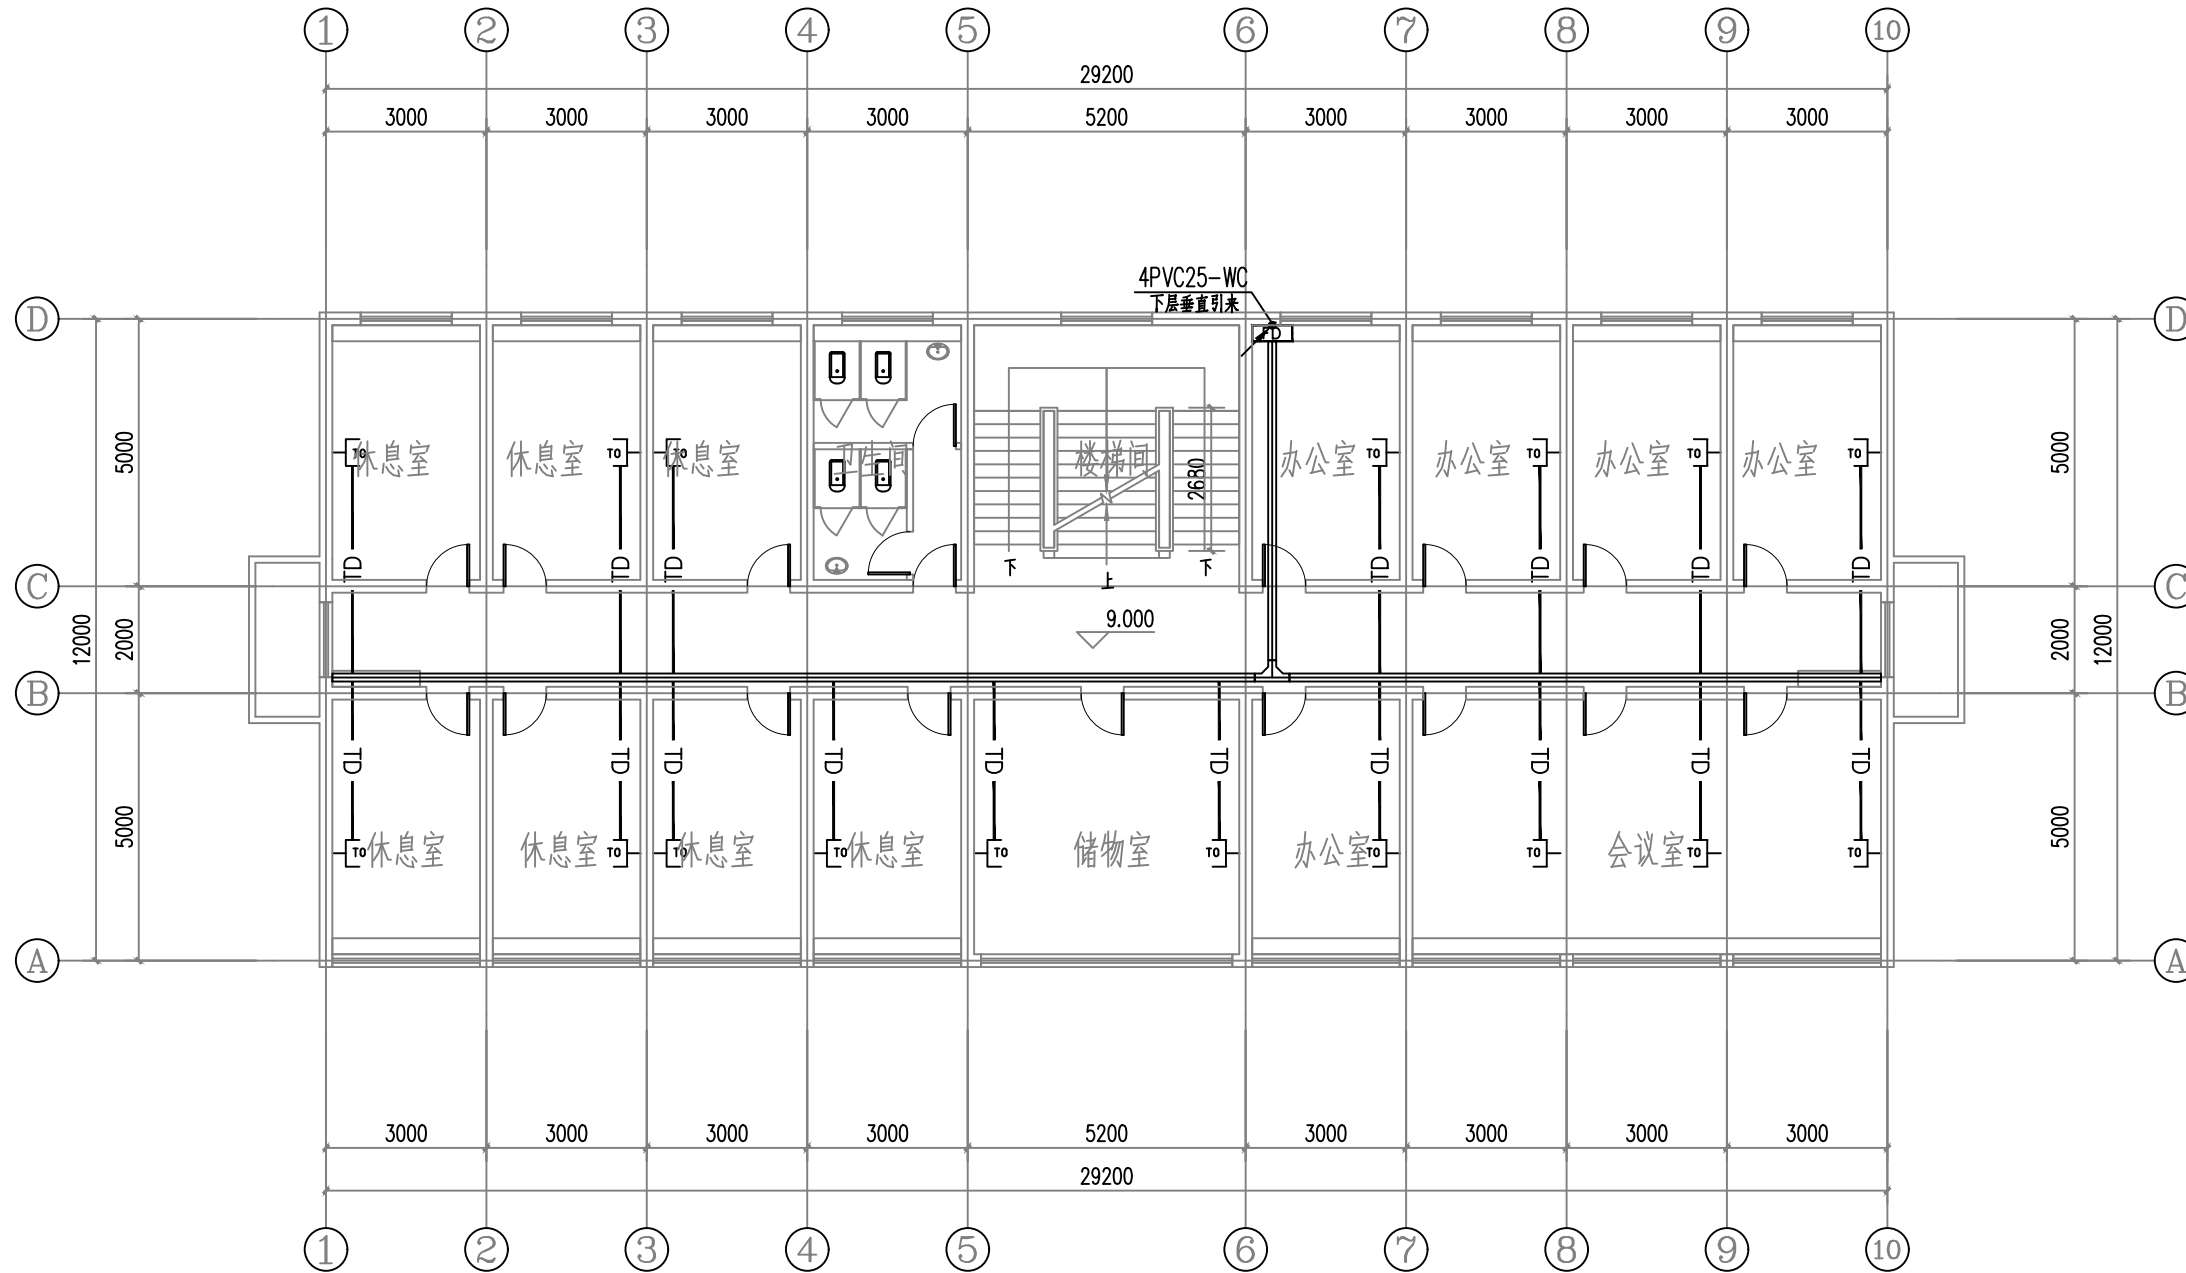 1 2 3 4 5 6 7 8 9 10
29200
3000 3000 3000 3000 5200 3000 3000 3000 3000
4PVC25-WC
下层垂直引来
D D
FD
5000 休息室 休息室 休息室 卫生间 楼梯间 2680 办公室 办公室 办公室 办公室 5000
TO TO TO TO TO TO TO
TD TD TD TD TD TD TD
下 上 下
C C
9.000
12000 2000 2000 12000
B B
TD TD TD TD TD TD TD TD TD TD
5000 休息室 休息室 休息室 休息室 储物室 办公室 会议室 5000
TO TO TO TO TO TO TO TO TO TO
A A
3000 3000 3000 3000 5200 3000 3000 3000 3000
29200
1 2 3 4 5 6 7 8 9 10